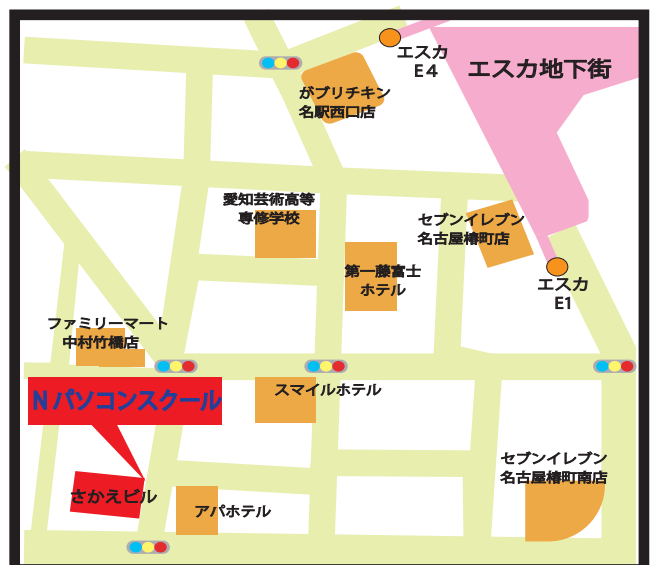 エスカ
E4
エスカ地下街
がブリチキン
名駅西口店
愛知芸術高等
専修学校
セブンイレブン
名古屋椿町店
第一藤富士
ホテル
エスカ
E1
ファミリーマート
中村竹橋店
Nパソコンスクール
スマイルホテル
セブンイレブン
名古屋椿町南店
さかえビル
アパホテル